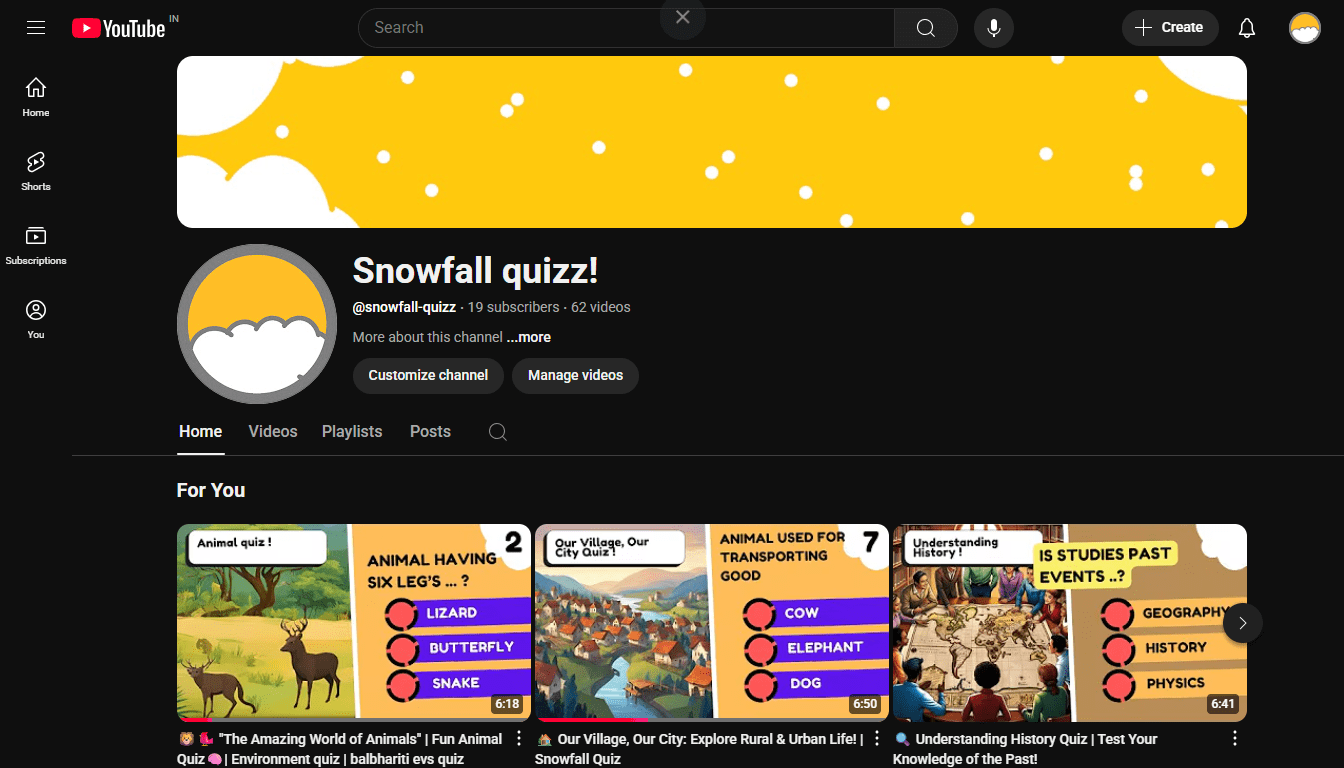 YouTube IN
Search
Create
Home
Shorts
Subscriptions
You
Snowfall quizz!
@snowfall-quizz · 19 subscribers · 62 videos
More about this channel ...more
Customize channel
Manage videos
Home
Videos
Playlists
Posts
For You
Animal quiz !
2
ANIMAL HAVING
SIX LEG'S ... ?
LIZARD
BUTTERFLY
SNAKE
6:18
🦁 🐦 "The Amazing World of Animals" | Fun Animal
Quiz 🧠 | Environment quiz | balbhariti evs quiz
Our Village, Our
City Quiz !
7
ANIMAL USED FOR
TRANSPORTING
GOOD
COW
ELEPHANT
DOG
6:50
🏠 Our Village, Our City: Explore Rural & Urban Life! |
Snowfall Quiz
Understanding
History !
IS STUDIES PAST
EVENTS ..?
GEOGRAPHY
HISTORY
PHYSICS
6:41
🔍 Understanding History Quiz | Test Your
Knowledge of the Past!